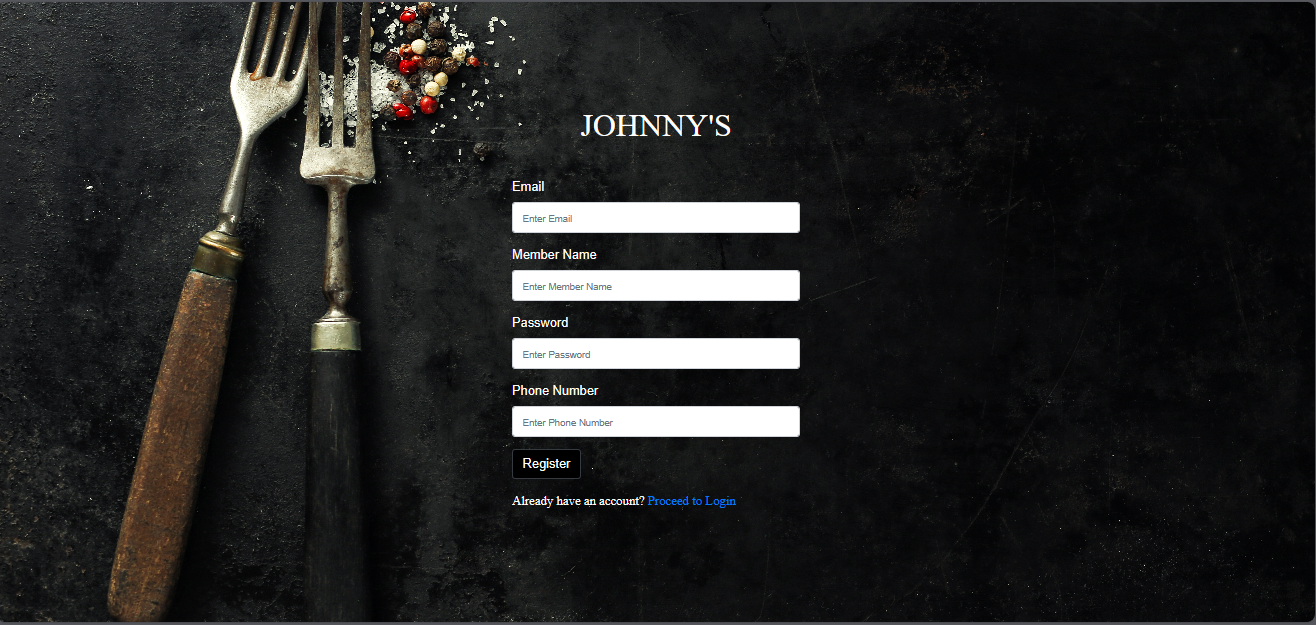 JOHNNY'S
Email
Enter Email
Member Name
Enter Member Name
Password
Enter Password
Phone Number
Enter Phone Number
Register
Already have an account? Proceed to Login